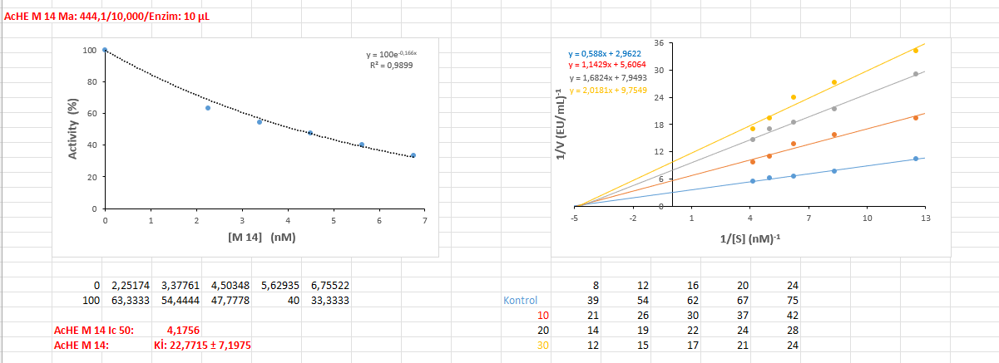 AcHE M 14 Ma: 444,1/10,000/Enzim: 10 µL
100
80
60
40
20
0
Activity (%)
y = 100e-0,166x
R² = 0,9899
0 1 2 3 4 5 6 7
[M 14] (nM)
y = 0,588x + 2,9622
y = 1,1429x + 5,6064
y = 1,6824x + 7,9493
y = 2,0181x + 9,7549
36
30
24
18
12
6
0
1/V (EU/mL)-1
-5 -2 1 4 7 10 13
1/[S] (nM)-1
0 2,25174 3,37761 4,50348 5,62935 6,75522
100 63,3333 54,4444 47,7778 40 33,3333
AcHE M 14 Ic 50: 4,1756
AcHE M 14: Kİ: 22,7715 ± 7,1975
8 12 16 20 24
Kontrol 39 54 62 67 75
10 21 26 30 37 42
20 14 19 22 24 28
30 12 15 17 21 24